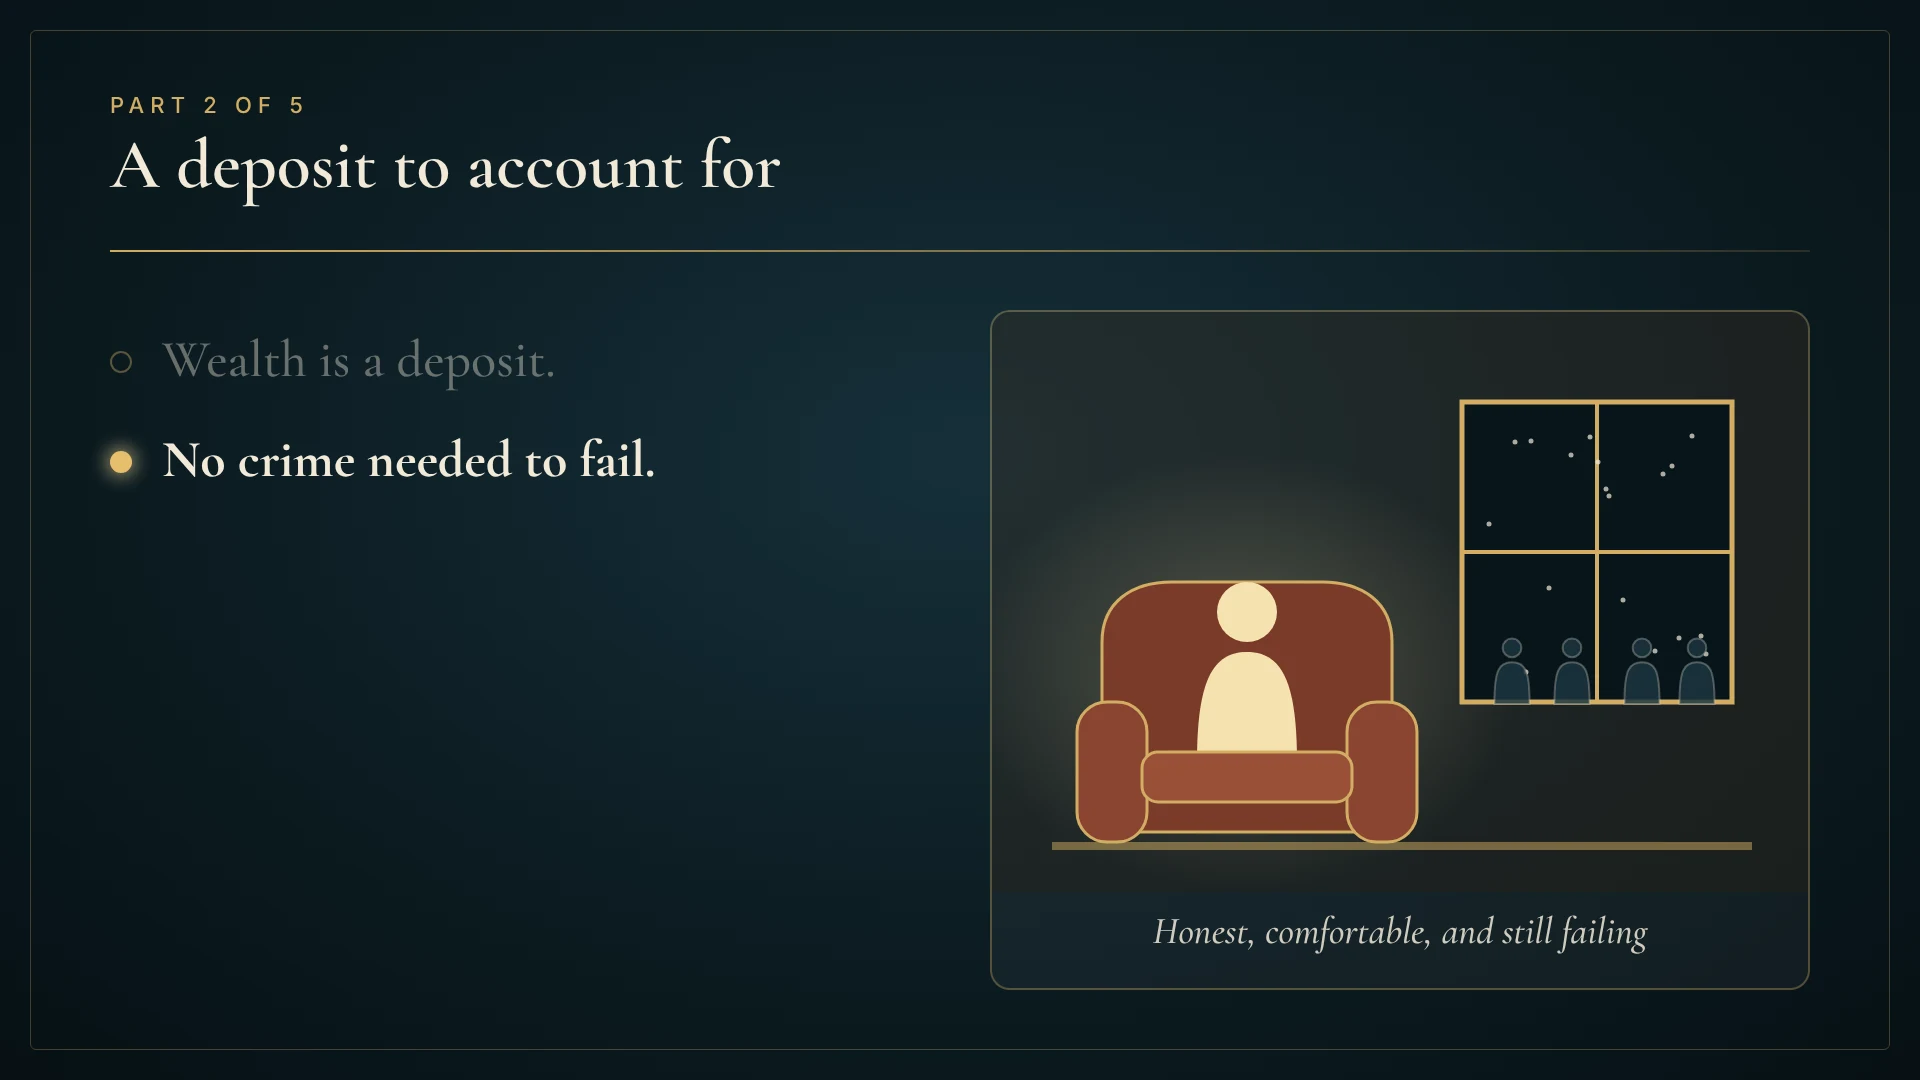 PART 2 OF 5
A deposit to account for
Wealth is a deposit.
No crime needed to fail.
Honest, comfortable, and still failing